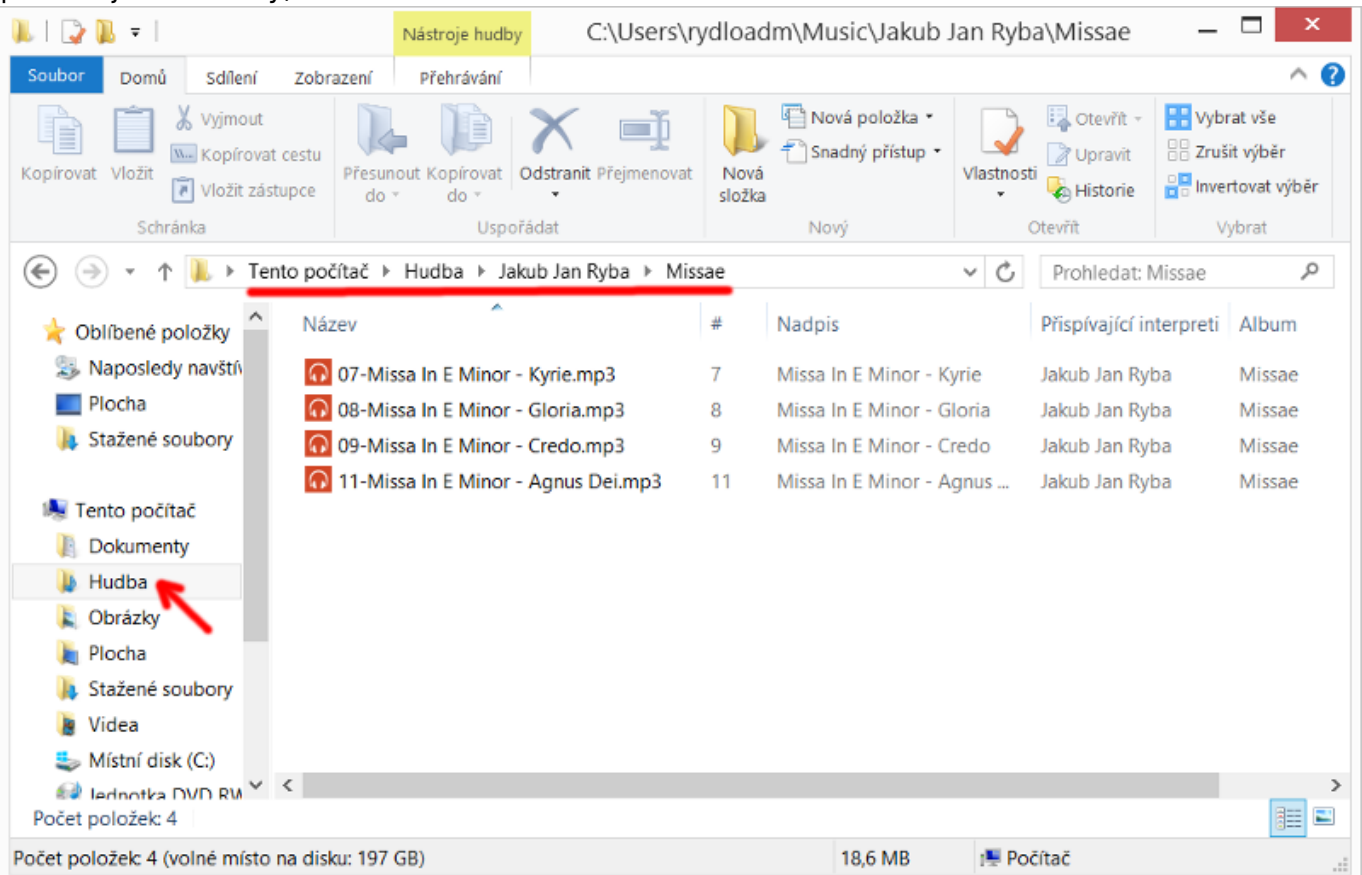 Nástroje hudby C:\Users\rydloadm\Music\Jakub Jan Ryba\Missae
Soubor Domů Sdílení Zobrazení Přehrávání
Kopírovat
Vložit
Vyjmout
Kopírovat cestu
Vložit zástupce
Schránka
Přesunout do
Kopírovat do
Odstranit
Přejmenovat
Uspořádat
Nová složka
Nová položka
Snadný přístup
Nový
Vlastnosti
Otevřít
Upravit
Historie
Otevřít
Vybrat vše
Zrušit výběr
Invertovat výběr
Vybrat
Tento počítač Hudba Jakub Jan Ryba Missae Prohledat: Missae
Oblíbené položky
Naposledy navštív
Plocha
Stažené soubory
Tento počítač
Dokumenty
Hudba
Obrázky
Plocha
Stažené soubory
Videa
Místní disk (C:)
Jednotka DVD RW
Název # Nadpis Přispívající interpreti Album
07-Missa In E Minor - Kyrie.mp3 7 Missa In E Minor - Kyrie Jakub Jan Ryba Missae
08-Missa In E Minor - Gloria.mp3 8 Missa In E Minor - Gloria Jakub Jan Ryba Missae
09-Missa In E Minor - Credo.mp3 9 Missa In E Minor - Credo Jakub Jan Ryba Missae
11-Missa In E Minor - Agnus Dei.mp3 11 Missa In E Minor - Agnus ... Jakub Jan Ryba Missae
Počet položek: 4
Počet položek: 4 (volné místo na disku: 197 GB) 18,6 MB Počítač